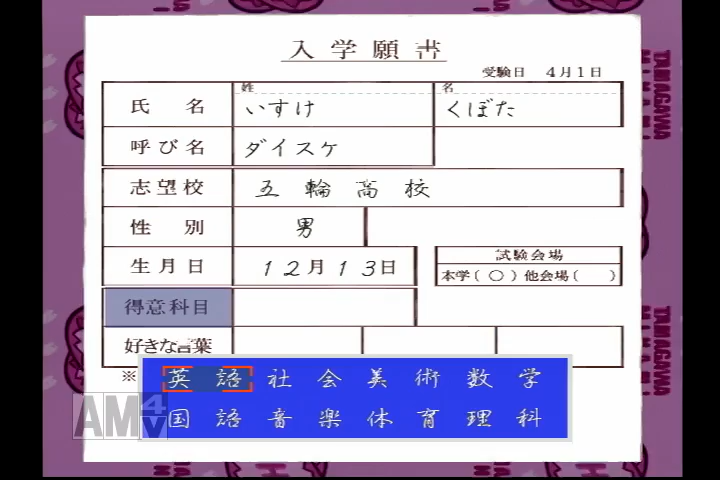 入学願書
受験日 4月1日
姓 名
氏名 いすけ くぼた
呼び名 ダイスケ
志望校 五輪高校
性別 男
生月日 12月13日
試験会場
本学(○)他会場( )
得意科目
好きな言葉
※
英語 社会 美術 数学
国語 音楽 体育 理科
AM4V
TAMAGAWA
TAMAGAWA